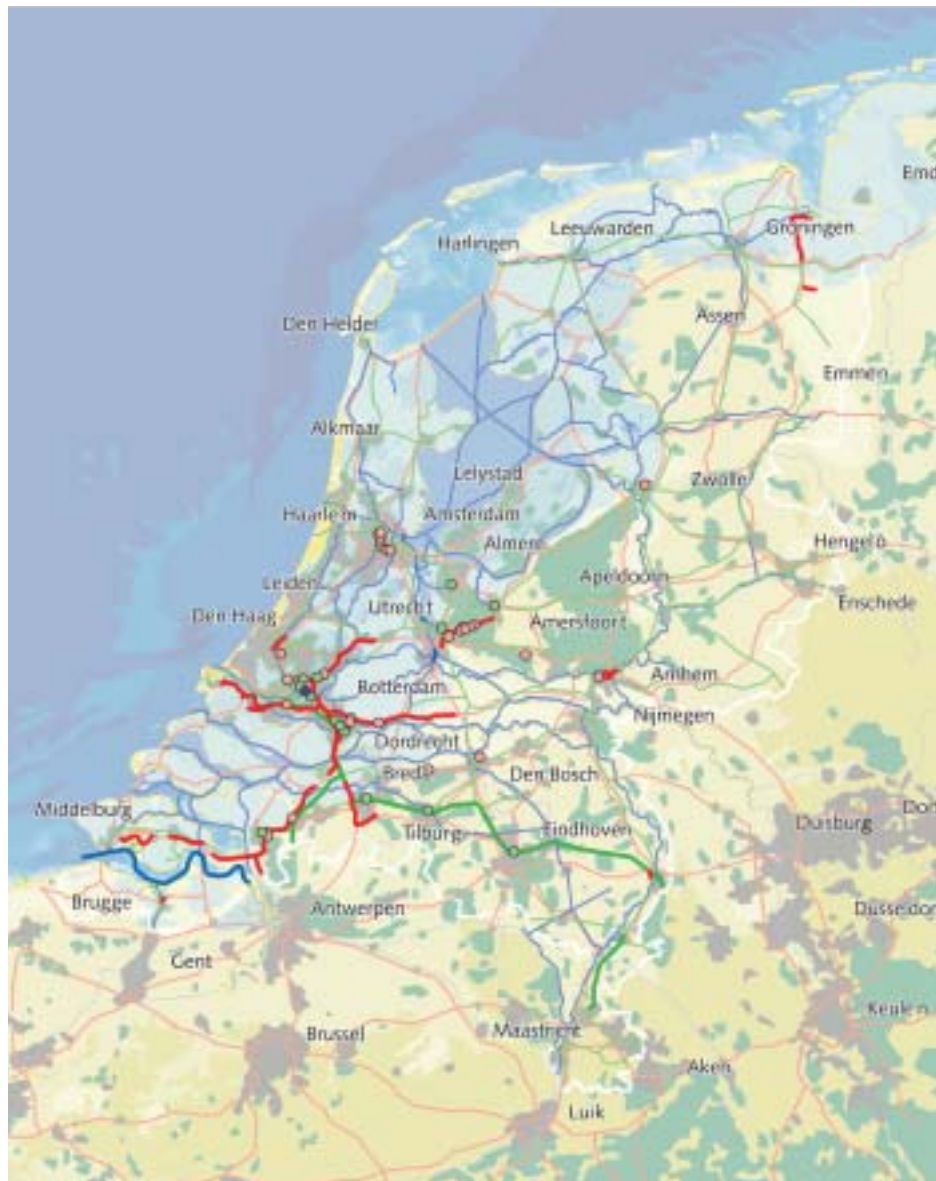 Leeuwarden
Groningen
Harlingen
Den Helder
Assen
Emmen
Alkmaar
Lelystad
Zwolle
Haarlem
Amsterdam
Almere
Hengelo
Leiden
Apeldoorn
Enschede
Den Haag
Utrecht
Amersfoort
Rotterdam
Arnhem
Nijmegen
Dordrecht
Breda
Den Bosch
Middelburg
Tilburg
Eindhoven
Duisburg
Brugge
Antwerpen
Dusseldor
Gent
Keulen
Brussel
Maastricht
Aken
Luik